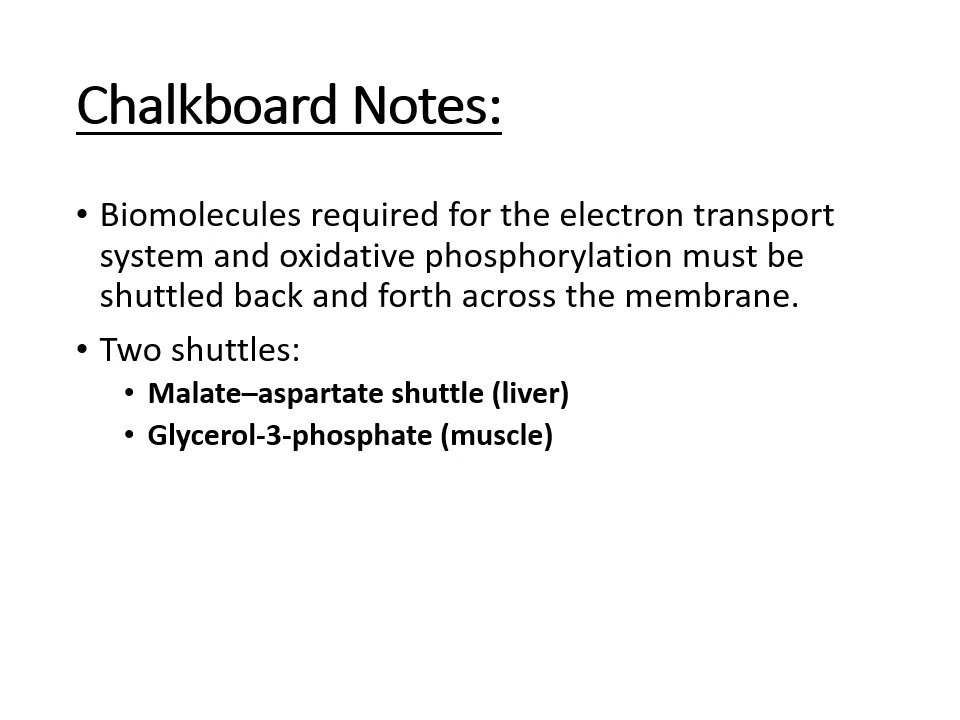 Chalkboard Notes:
• Biomolecules required for the electron transport
system and oxidative phosphorylation must be
shuttled back and forth across the membrane.
• Two shuttles:
• Malate–aspartate shuttle (liver)
• Glycerol-3-phosphate (muscle)